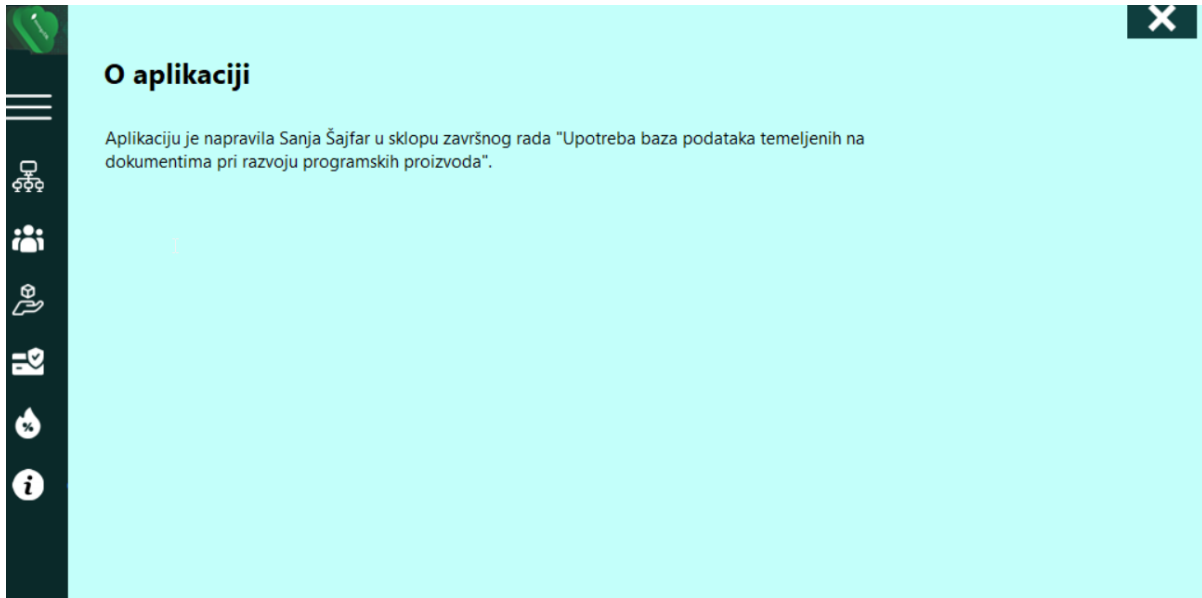 O aplikaciji
Aplikaciju je napravila Sanja Šajfar u sklopu završnog rada "Upotreba baza podataka temeljenih na
dokumentima pri razvoju programskih proizvoda".